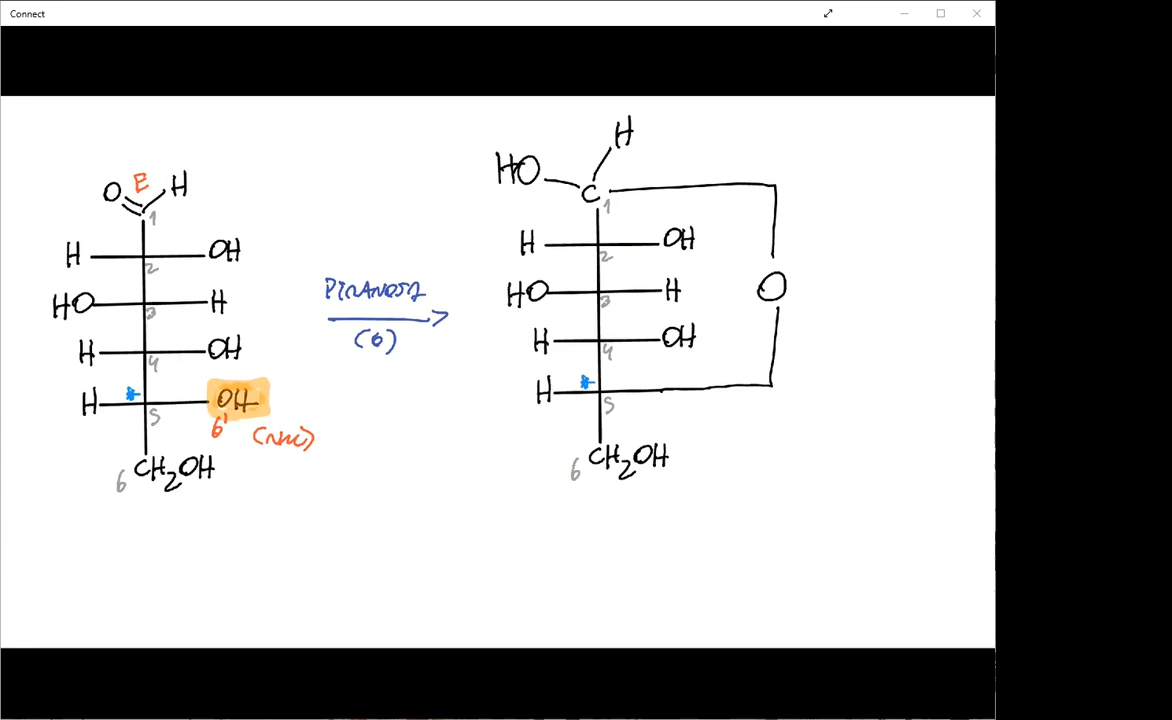 Connect
H
HO
C
1
O E H
1
H OH
2
H OH
2
HO H
3
HO H
3
O
PIRANOSA
(6)
H OH
4
H OH
4
H * OH
5
6'
H *
5
6 CH2OH
6 CH2OH